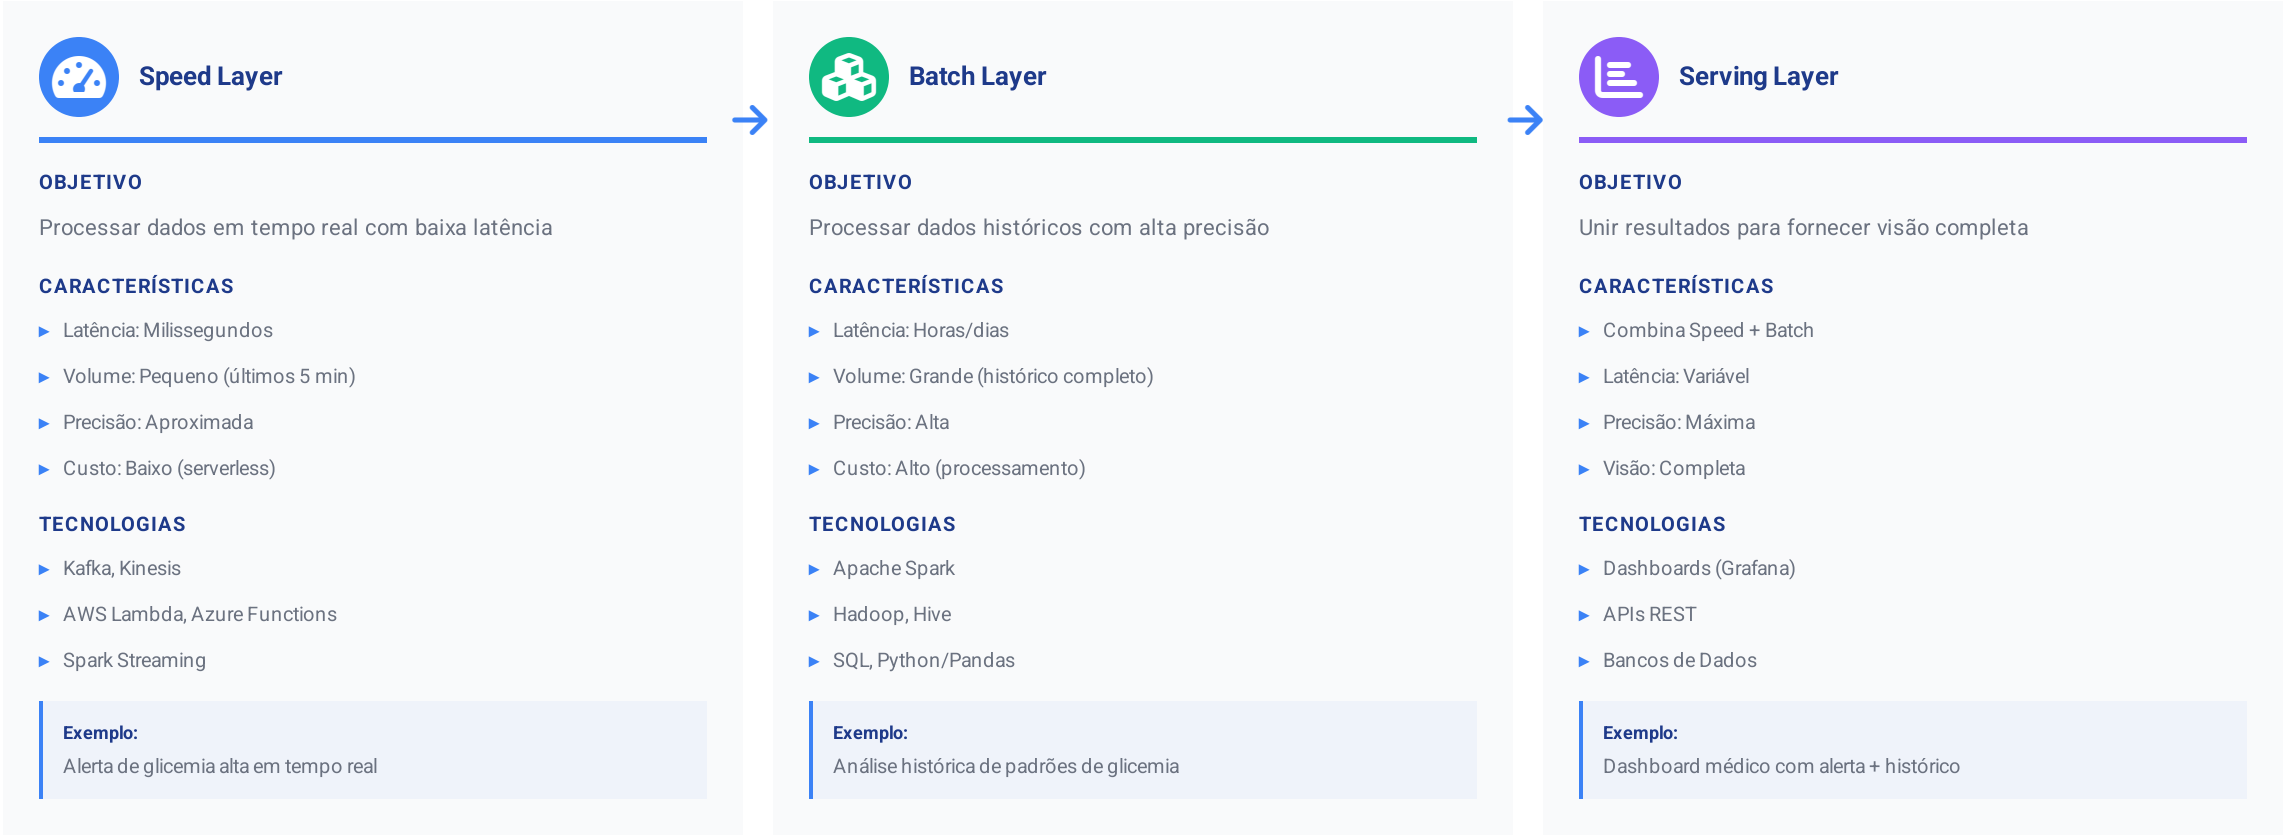 Speed Layer
OBJETIVO
Processar dados em tempo real com baixa latência
CARACTERÍSTICAS
Latência: Milissegundos
Volume: Pequeno (últimos 5 min)
Precisão: Aproximada
Custo: Baixo (serverless)
TECNOLOGIAS
Kafka, Kinesis
AWS Lambda, Azure Functions
Spark Streaming
Exemplo:
Alerta de glicemia alta em tempo real
Batch Layer
OBJETIVO
Processar dados históricos com alta precisão
CARACTERÍSTICAS
Latência: Horas/dias
Volume: Grande (histórico completo)
Precisão: Alta
Custo: Alto (processamento)
TECNOLOGIAS
Apache Spark
Hadoop, Hive
SQL, Python/Pandas
Exemplo:
Análise histórica de padrões de glicemia
Serving Layer
OBJETIVO
Unir resultados para fornecer visão completa
CARACTERÍSTICAS
Combina Speed + Batch
Latência: Variável
Precisão: Máxima
Visão: Completa
TECNOLOGIAS
Dashboards (Grafana)
APIs REST
Bancos de Dados
Exemplo:
Dashboard médico com alerta + histórico